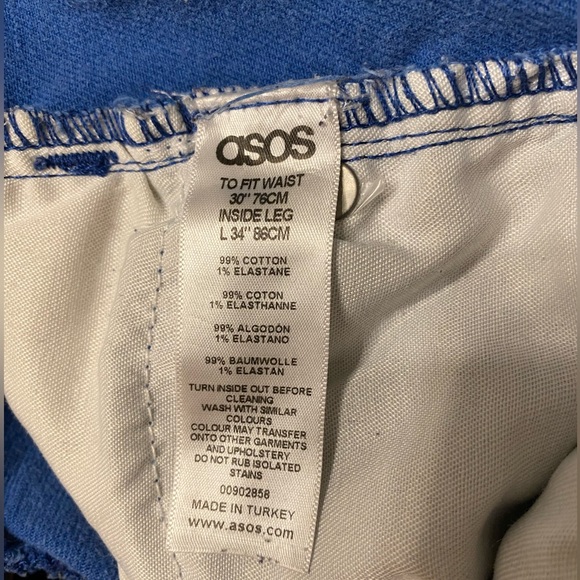 asos
TO FIT WAIST
30" 76CM
INSIDE LEG
L 34" 86CM
99% COTTON
1% ELASTANE
99% COTON
1% ELASTHANNE
99% ALGODÓN
1% ELASTANO
99% BAUMWOLLE
1% ELASTAN
TURN INSIDE OUT BEFORE
CLEANING
WASH WITH SIMILAR
COLOURS
COLOUR MAY TRANSFER
ONTO OTHER GARMENTS
AND UPHOLSTERY
DO NOT RUB ISOLATED
STAINS
00902858
MADE IN TURKEY
www.asos.com